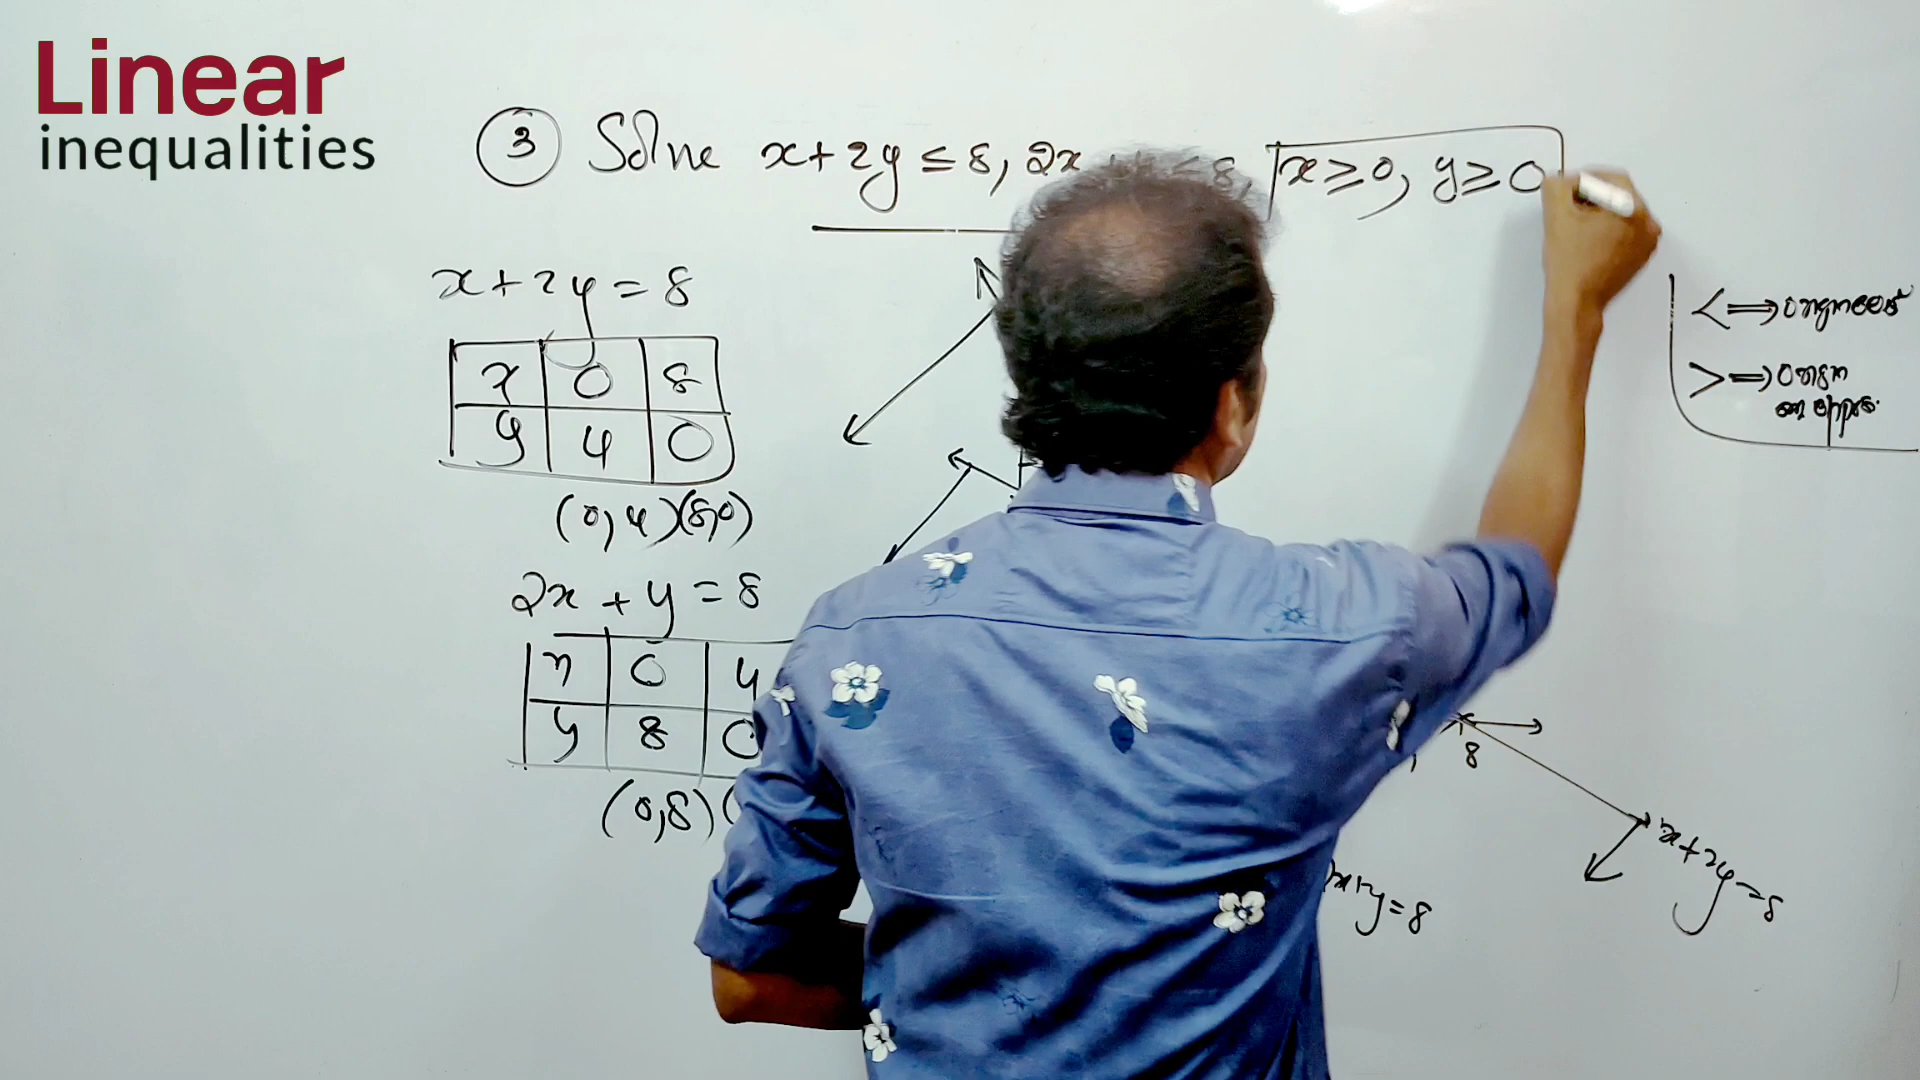 Linear
inequalities
③ Solve x+2y ≤ 8, 2x + y ≤ 8, x ≥ 0, y ≥ 0
x + 2y = 8
x 0 8
y 4 0
(0,4)(8,0)
2x + y = 8
x 0 4
y 8 0
(0,8)(
< ⟹
> ⟹
8
x+y=8
x+2y=8